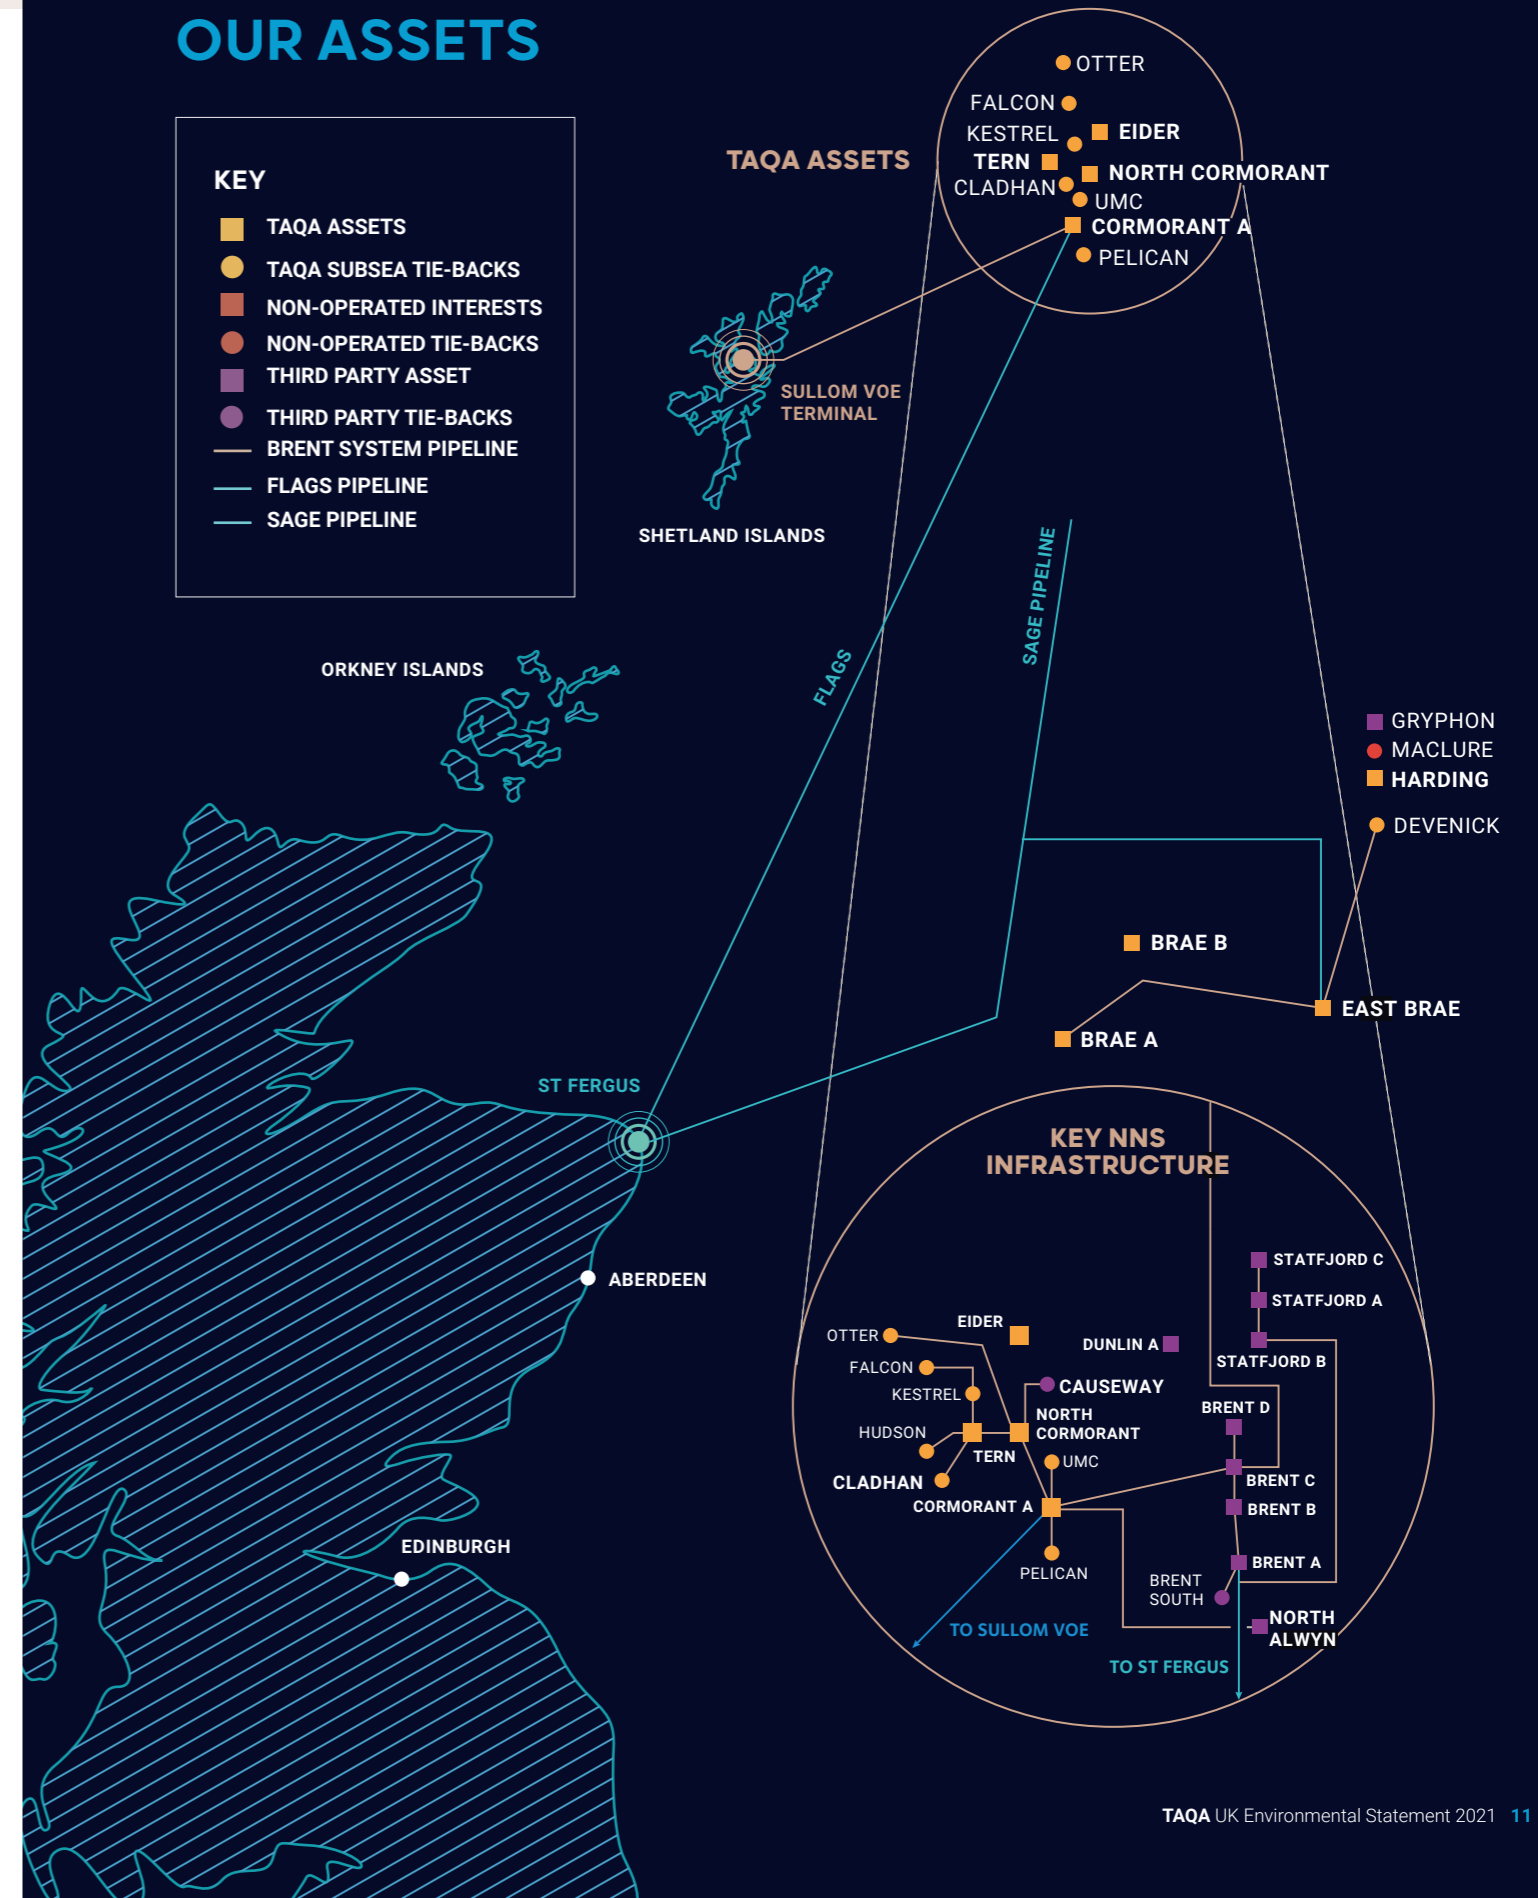 OUR ASSETS
KEY
TAQA ASSETS
TAQA SUBSEA TIE-BACKS
NON-OPERATED INTERESTS
NON-OPERATED TIE-BACKS
THIRD PARTY ASSET
THIRD PARTY TIE-BACKS
BRENT SYSTEM PIPELINE
FLAGS PIPELINE
SAGE PIPELINE
TAQA ASSETS
OTTER
FALCON
KESTREL
EIDER
TERN
NORTH CORMORANT
CLADHAN
UMC
CORMORANT A
PELICAN
SULLOM VOE
TERMINAL
SHETLAND ISLANDS
ORKNEY ISLANDS
FLAGS
SAGE PIPELINE
GRYPHON
MACLURE
HARDING
DEVENICK
BRAE B
EAST BRAE
BRAE A
ST FERGUS
ABERDEEN
EDINBURGH
KEY NNS
INFRASTRUCTURE
STATFJORD C
STATFJORD A
STATFJORD B
EIDER
OTTER
DUNLIN A
FALCON
KESTREL
CAUSEWAY
BRENT D
NORTH
CORMORANT
HUDSON
TERN
UMC
CLADHAN
BRENT C
CORMORANT A
BRENT B
BRENT A
PELICAN
BRENT
SOUTH
NORTH
ALWYN
TO SULLOM VOE
TO ST FERGUS
TAQA UK Environmental Statement 2021 11